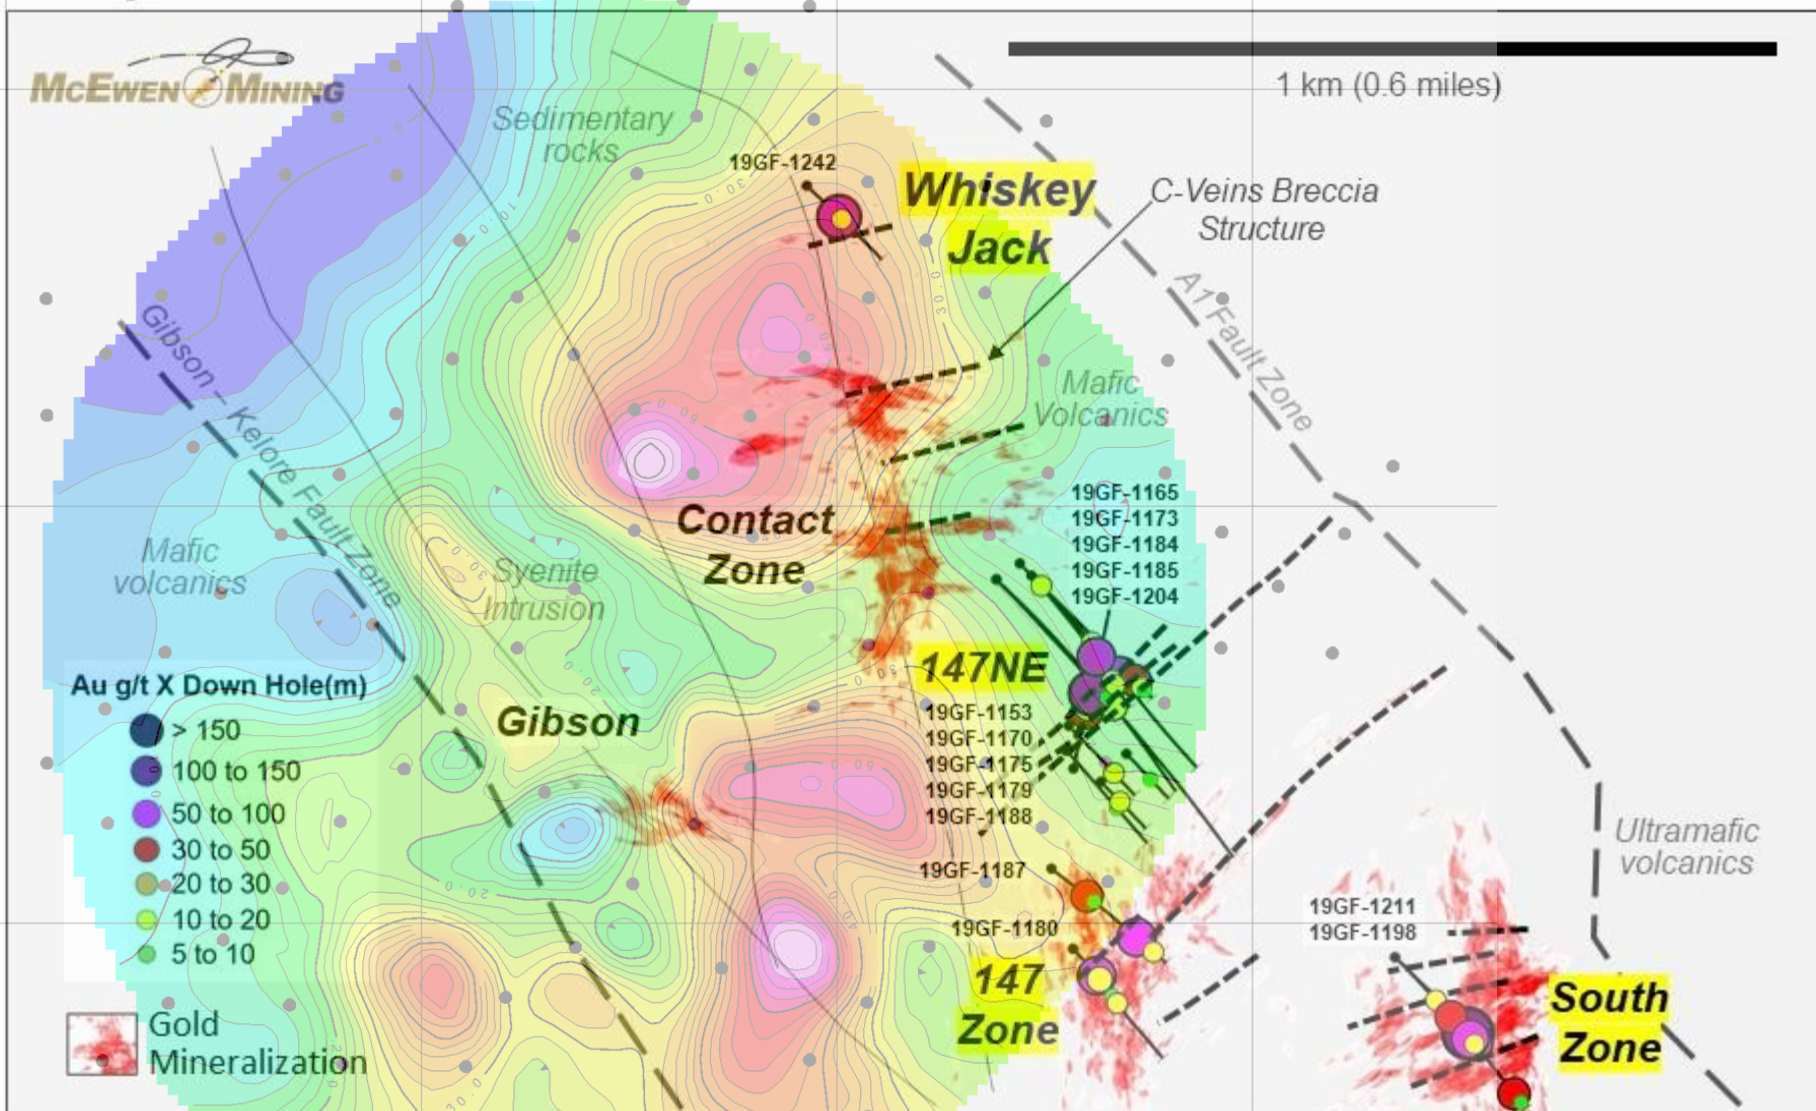 McEWEN MINING
1 km (0.6 miles)
Sedimentary
rocks
19GF-1242
Whiskey
Jack
C-Veins Breccia
Structure
A1 Fault Zone
Gibson – Kelore Fault Zone
Mafic
Volcanics
19GF-1165
19GF-1173
19GF-1184
19GF-1185
19GF-1204
Contact
Zone
Mafic
volcanics
Syenite
Intrusion
147NE
Au g/t X Down Hole(m)
> 150
100 to 150
50 to 100
30 to 50
20 to 30
10 to 20
5 to 10
Gibson
19GF-1153
19GF-1170
19GF-1175
19GF-1179
19GF-1188
19GF-1187
19GF-1180
Ultramafic
volcanics
19GF-1211
19GF-1198
147
Zone
South
Zone
Gold
Mineralization